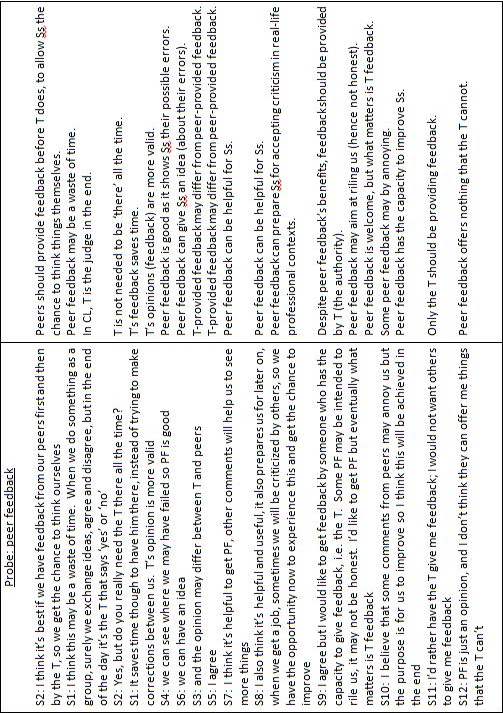 Probe: peer feedback
S2: I think it's best if we have feedback from our peers first and then
by the T, so we get the chance to think ourselves
S1: I think this may be a waste of time. When we do something as a
group, surely we exchange ideas, agree and disagree, but in the end
of the day it's the T that says 'yes' or 'no'
S2: Yes, but do you really need the T there all the time?
S1: It saves time though to have him there, instead of trying to make
corrections between us. T's opinion is more valid
S4: we can see where we may have failed so PF is good
S6: we can have an idea
S3: and the opinion may differ between T and peers
S5: I agree
S7: I think it's helpful to get PF, other comments will help us to see
more things
S8: I also think it's helpful and useful, it also prepares us for later on,
when we get a job, sometimes we will be criticized by others, so we
have the opportunity now to experience this and get the chance to
improve
S9: I agree but I would like to get feedback by someone who has the
capacity to give feedback, i.e. the T. Some PF may be intended to
rile us, it may not be honest. I'd like to get PF but eventually what
matters is T feedback
S10: I believe that some comments from peers may annoy us but
the purpose is for us to improve so I think this will be achieved in
the end
S11: I'd rather have the T give me feedback; I would not want others
to give me feedback
S12: PF is just an opinion, and I don't think they can offer me things
that the T can't
Peers should provide feedback before T does, to allow Ss the
chance to think things themselves.
Peer feedback may be a waste of time.
In CL, T is the judge in the end.
T is not needed to be 'there' all the time.
T's feedback saves time.
T's opinions (feedback) are more valid.
Peer feedback is good as it shows Ss their possible errors.
Peer feedback can give Ss an idea (about their errors).
T-provided feedback may differ from peer-provided feedback.
T-provided feedback may differ from peer-provided feedback.
Peer feedback can be helpful for Ss.
Peer feedback can be helpful for Ss.
Peer feedback can prepare Ss for accepting criticism in real-life
professional contexts.
Despite peer feedback's benefits, feedback should be provided
by T (the authority).
Peer feedback may aim at riling us (hence not honest).
Peer feedback is welcome, but what matters is T feedback.
Some peer feedback may by annoying.
Peer feedback has the capacity to improve Ss.
Only the T should be providing feedback.
Peer feedback offers nothing that the T cannot.